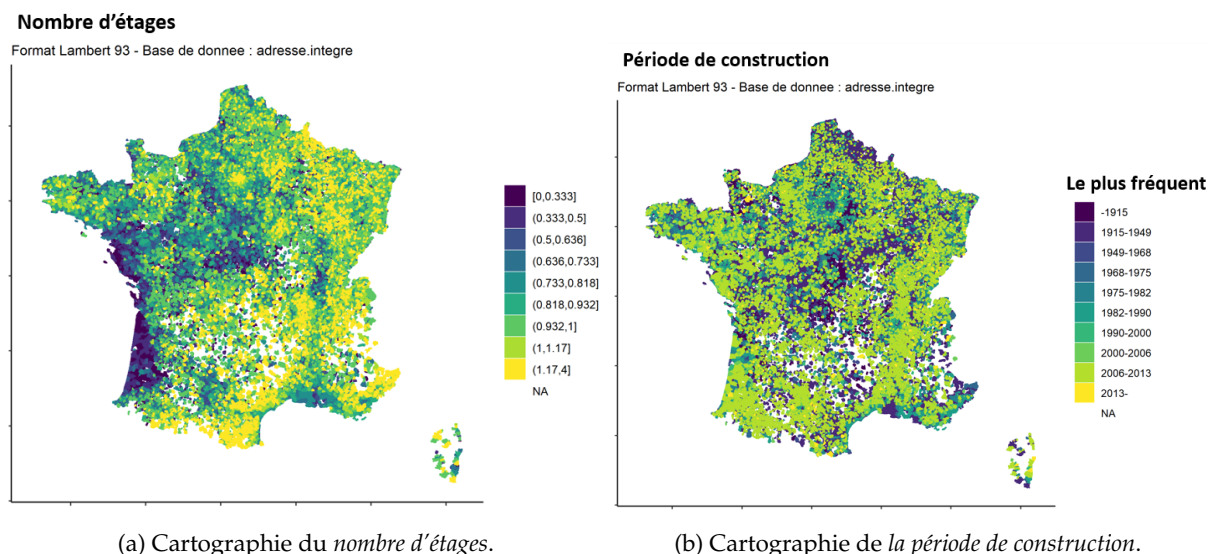 Nombre d'étages
Format Lambert 93 - Base de donnee : adresse.integre
[0,0.333]
(0.333,0.5]
(0.5,0.636]
(0.636,0.733]
(0.733,0.818]
(0.818,0.932]
(0.932,1]
(1,1.17]
(1.17,4]
NA
(a) Cartographie du nombre d'étages.
Période de construction
Format Lambert 93 - Base de donnee : adresse.integre
Le plus fréquent
-1915
1915-1949
1949-1968
1968-1975
1975-1982
1982-1990
1990-2000
2000-2006
2006-2013
2013-
NA
(b) Cartographie de la période de construction.